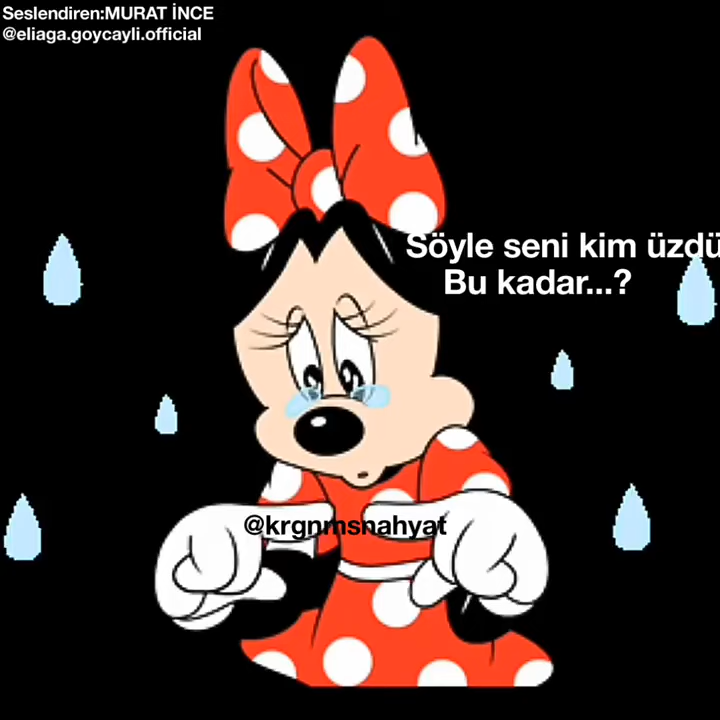 Seslendiren:MURAT İNCE
@eliaga.goycayli.official
Söyle seni kim üzdü
Bu kadar...?
@krgnmsnahyat